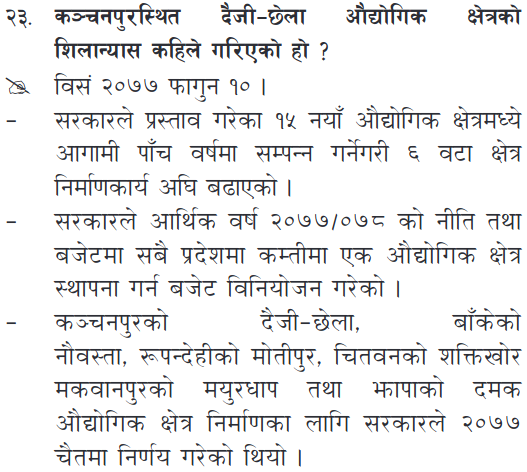 २३. कञ्चनपुरस्थित दैजी–छेला औद्योगिक क्षेत्रको
शिलान्यास कहिले गरिएको हो ?
विसं २०७७ फागुन १० ।
– सरकारले प्रस्ताव गरेका १५ नयाँ औद्योगिक क्षेत्रमध्ये
आगामी पाँच वर्षमा सम्पन्न गर्नेगरी ६ वटा क्षेत्र
निर्माणकार्य अघि बढाएको ।
– सरकारले आर्थिक वर्ष २०७७/०७८ को नीति तथा
बजेटमा सबै प्रदेशमा कम्तीमा एक औद्योगिक क्षेत्र
स्थापना गर्न बजेट विनियोजन गरेको ।
– कञ्चनपुरको दैजी–छेला, बाँकेको
नौवस्ता, रूपन्देहीको मोतीपुर, चितवनको शक्तिखोर
मकवानपुरको मयुरधाप तथा झापाको दमक
औद्योगिक क्षेत्र निर्माणका लागि सरकारले २०७७
चैतमा निर्णय गरेको थियो ।